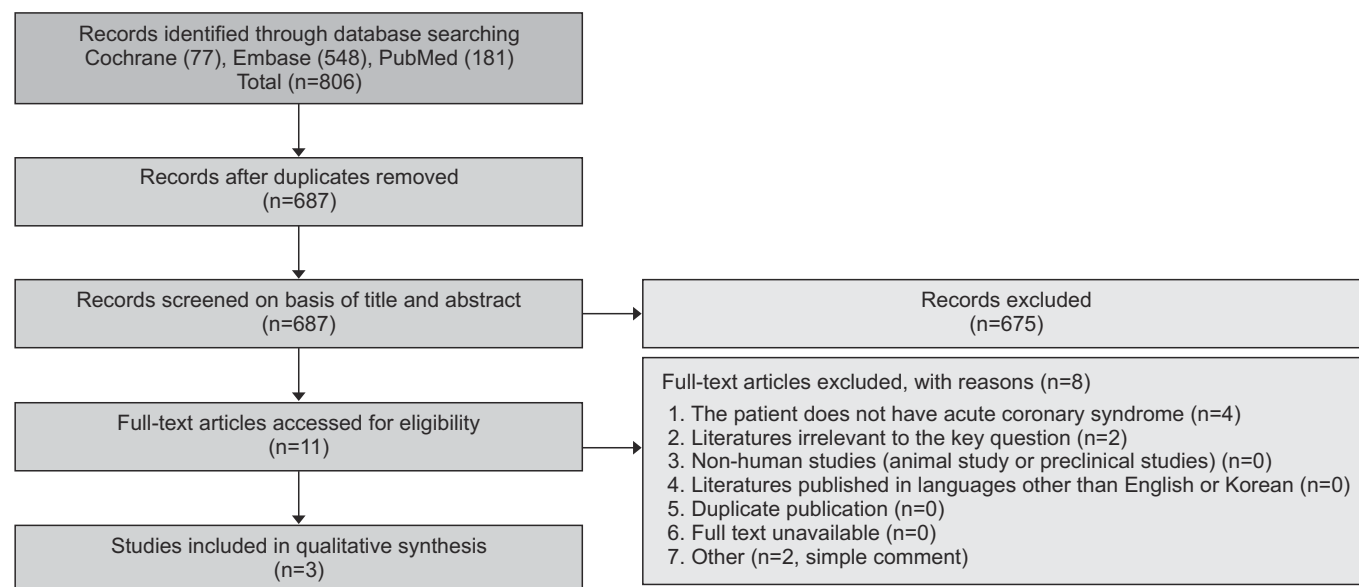 Records identified through database searching
Cochrane (77), Embase (548), PubMed (181)
Total (n=806)
Records after duplicates removed
(n=687)
Records screened on basis of title and abstract
(n=687)
Records excluded
(n=675)
Full-text articles accessed for eligibility
(n=11)
Full-text articles excluded, with reasons (n=8)
1. The patient does not have acute coronary syndrome (n=4)
2. Literatures irrelevant to the key question (n=2)
3. Non-human studies (animal study or preclinical studies) (n=0)
4. Literatures published in languages other than English or Korean (n=0)
5. Duplicate publication (n=0)
6. Full text unavailable (n=0)
7. Other (n=2, simple comment)
Studies included in qualitative synthesis
(n=3)